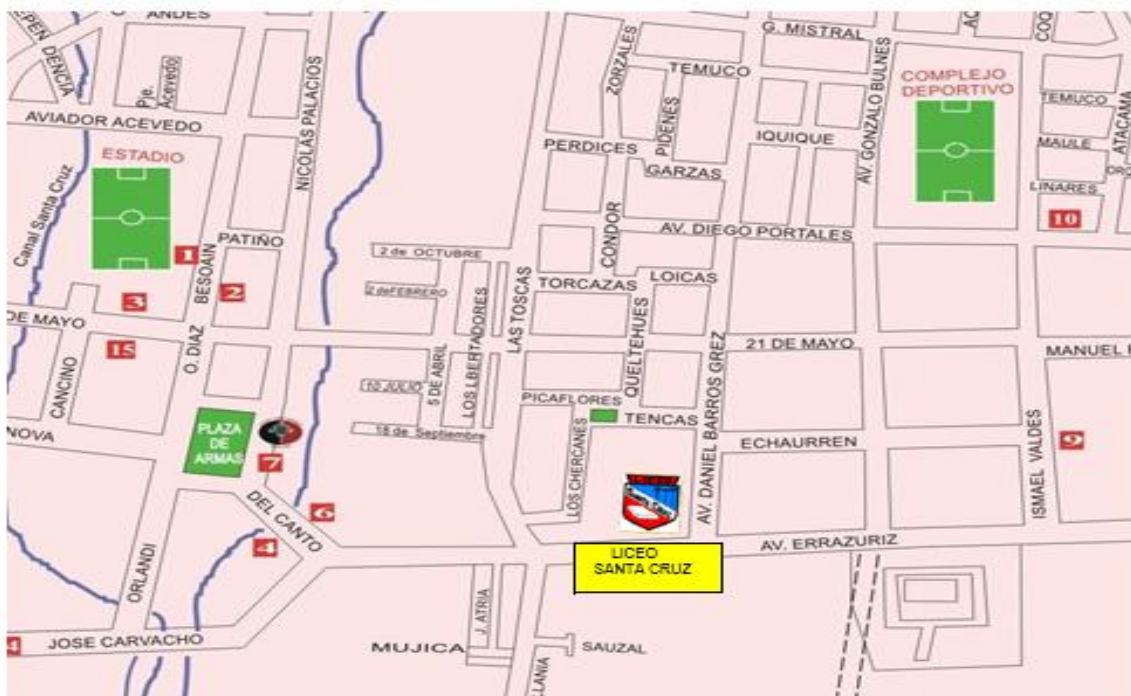 ANDES
G. MISTRAL
PENDENCIA
Pje.
Acevedo
NICOLAS PALACIOS
ZORZALES
TEMUCO
AV. GONZALO BULNES
COMPLEJO
DEPORTIVO
TEMUCO
ATACAMA
AVIADOR ACEVEDO
ESTADIO
PIDENES
IQUIQUE
MAULE
PERDICES
GARZAS
LINARES
10
Canal Santa Cruz
PATIÑO
1
BESOAIN
2
3
2 de OCTUBRE
2 de FEBRERO
CONDOR
AV. DIEGO PORTALES
LOICAS
TORCAZAS
DE MAYO
15
O. DIAZ
CANCINO
5 DE ABRIL
LOS LBERTADORES
LAS TOSCAS
QUELTEHUES
21 DE MAYO
MANUEL
10 JULIO
18 de Septiembre
PICAFLORES
TENCAS
AV. DANIEL BARROS GREZ
ECHAURREN
ISMAEL VALDES
9
NOVA
PLAZA
DE
ARMAS
7
LOS CHERCANES
DEL CANTO
6
4
AV. ERRAZURIZ
LICEO
SANTA CRUZ
ORLANDI
JOSE CARVACHO
MUJICA
J. ATRIA
SAUZAL
LLANIA